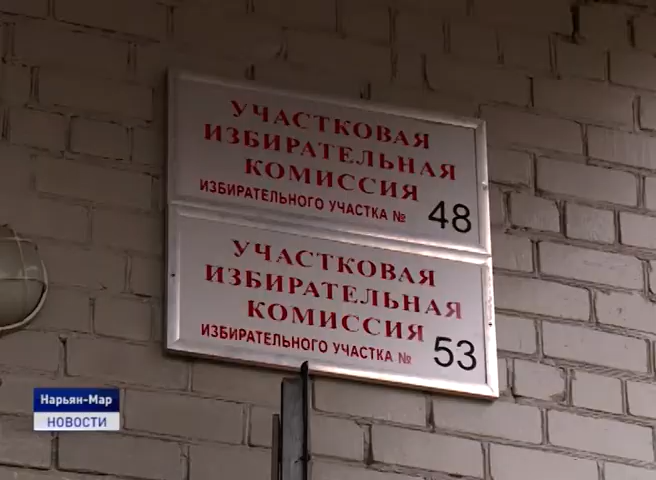 УЧАСТКОВАЯ
ИЗБИРАТЕЛЬНАЯ
КОМИССИЯ
ИЗБИРАТЕЛЬНОГО УЧАСТКА № 48
УЧАСТКОВАЯ
ИЗБИРАТЕЛЬНАЯ
КОМИССИЯ
ИЗБИРАТЕЛЬНОГО УЧАСТКА № 53
Нарьян-Мар
НОВОСТИ